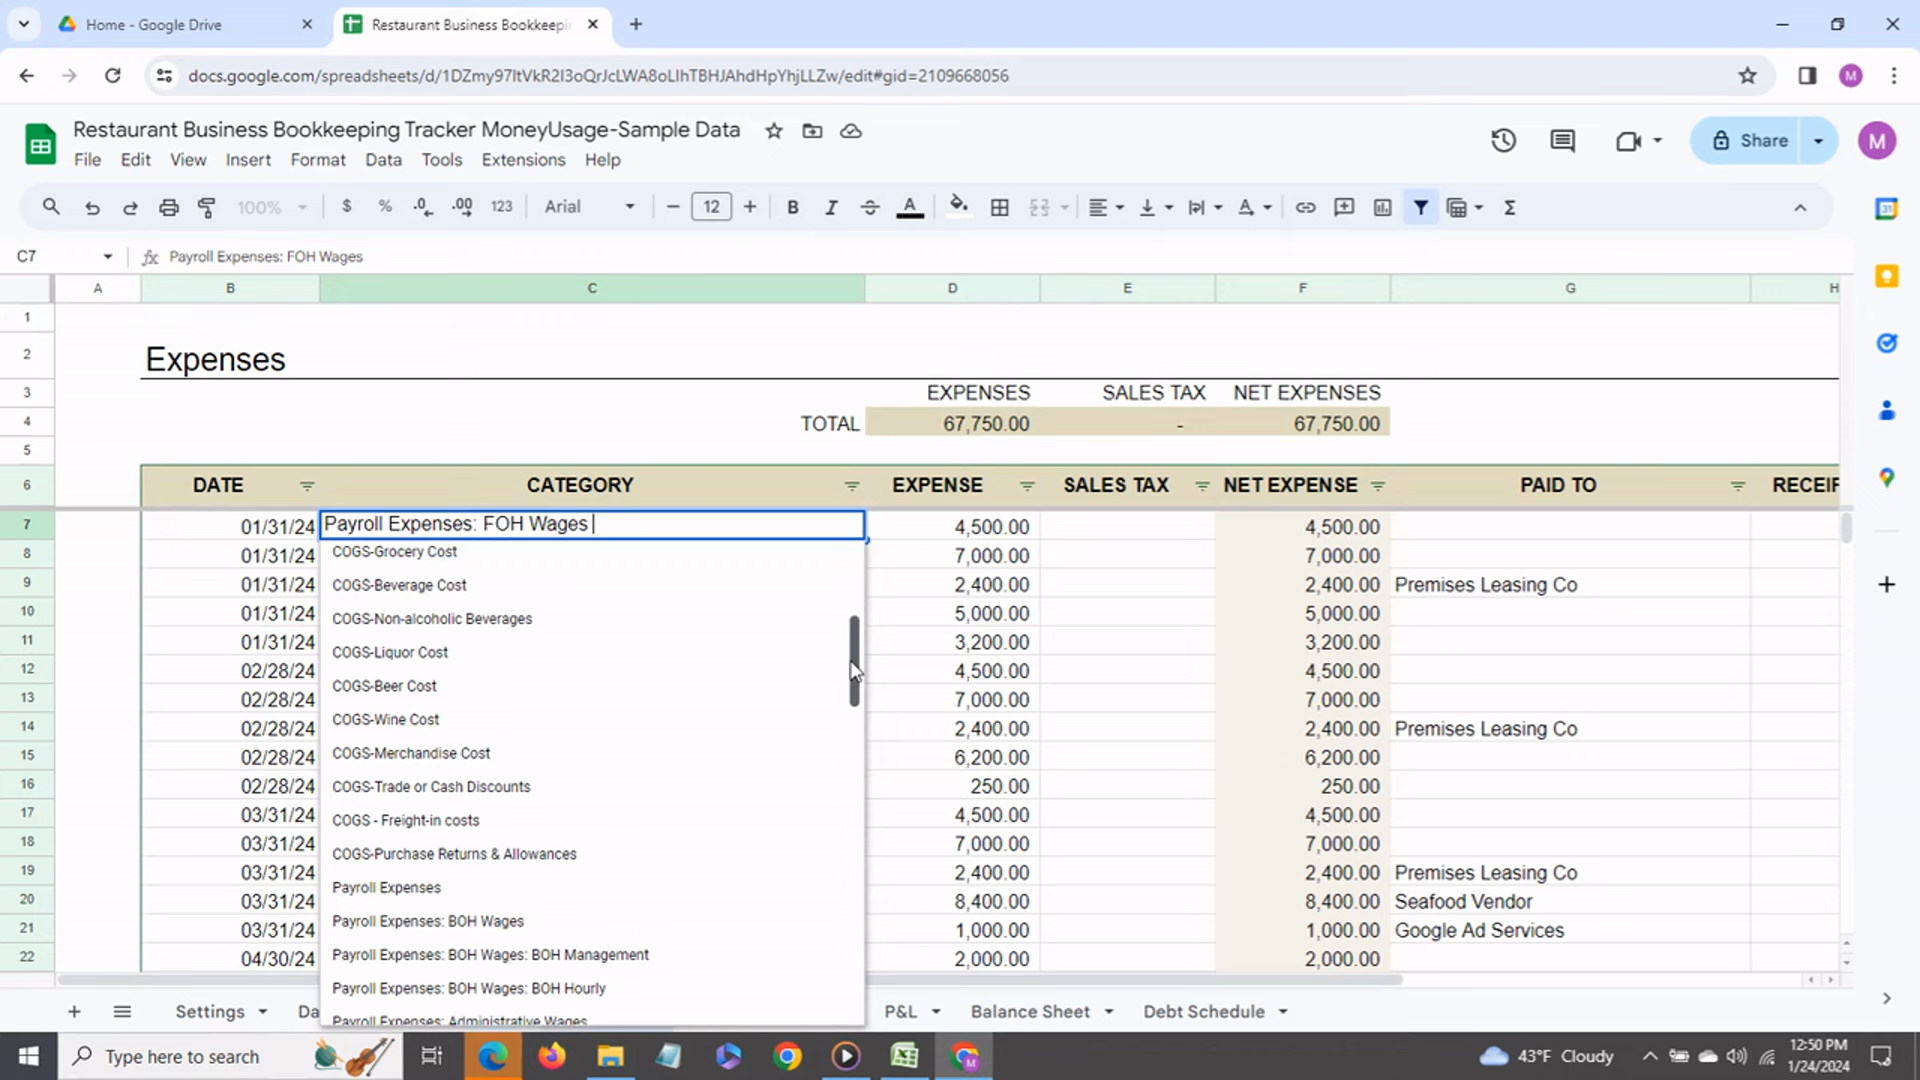 Home - Google Drive
Restaurant Business Bookkeepin
docs.google.com/spreadsheets/d/1DZmy97ltVkR2I3oQrJcLWA8oLlhTBHJAhdHpYhjLLZw/edit#gid=2109668056
M
Restaurant Business Bookkeeping Tracker MoneyUsage-Sample Data
File Edit View Insert Format Data Tools Extensions Help
Share
M
100% $ % .0 .00 123 Arial 12 B I A Σ
C7 fx Payroll Expenses: FOH Wages
A B C D E F G H
1
2 Expenses
3 EXPENSES SALES TAX NET EXPENSES
4 TOTAL 67,750.00 - 67,750.00
5
6 DATE CATEGORY EXPENSE SALES TAX NET EXPENSE PAID TO RECEIF
7 01/31/24 Payroll Expenses: FOH Wages 4,500.00 4,500.00
8 01/31/24 7,000.00 7,000.00
9 01/31/24 2,400.00 2,400.00 Premises Leasing Co
10 01/31/24 5,000.00 5,000.00
11 01/31/24 3,200.00 3,200.00
12 02/28/24 4,500.00 4,500.00
13 02/28/24 7,000.00 7,000.00
14 02/28/24 2,400.00 2,400.00 Premises Leasing Co
15 02/28/24 6,200.00 6,200.00
16 02/28/24 250.00 250.00
17 03/31/24 4,500.00 4,500.00
18 03/31/24 7,000.00 7,000.00
19 03/31/24 2,400.00 2,400.00 Premises Leasing Co
20 03/31/24 8,400.00 8,400.00 Seafood Vendor
21 03/31/24 1,000.00 1,000.00 Google Ad Services
22 04/30/24 2,000.00 2,000.00
COGS-Grocery Cost
COGS-Beverage Cost
COGS-Non-alcoholic Beverages
COGS-Liquor Cost
COGS-Beer Cost
COGS-Wine Cost
COGS-Merchandise Cost
COGS-Trade or Cash Discounts
COGS - Freight-in costs
COGS-Purchase Returns & Allowances
Payroll Expenses
Payroll Expenses: BOH Wages
Payroll Expenses: BOH Wages: BOH Management
Payroll Expenses: BOH Wages: BOH Hourly
Payroll Expenses: Administrative Wages
Settings Da P&L Balance Sheet Debt Schedule
Type here to search
43°F Cloudy
12:50 PM
1/24/2024